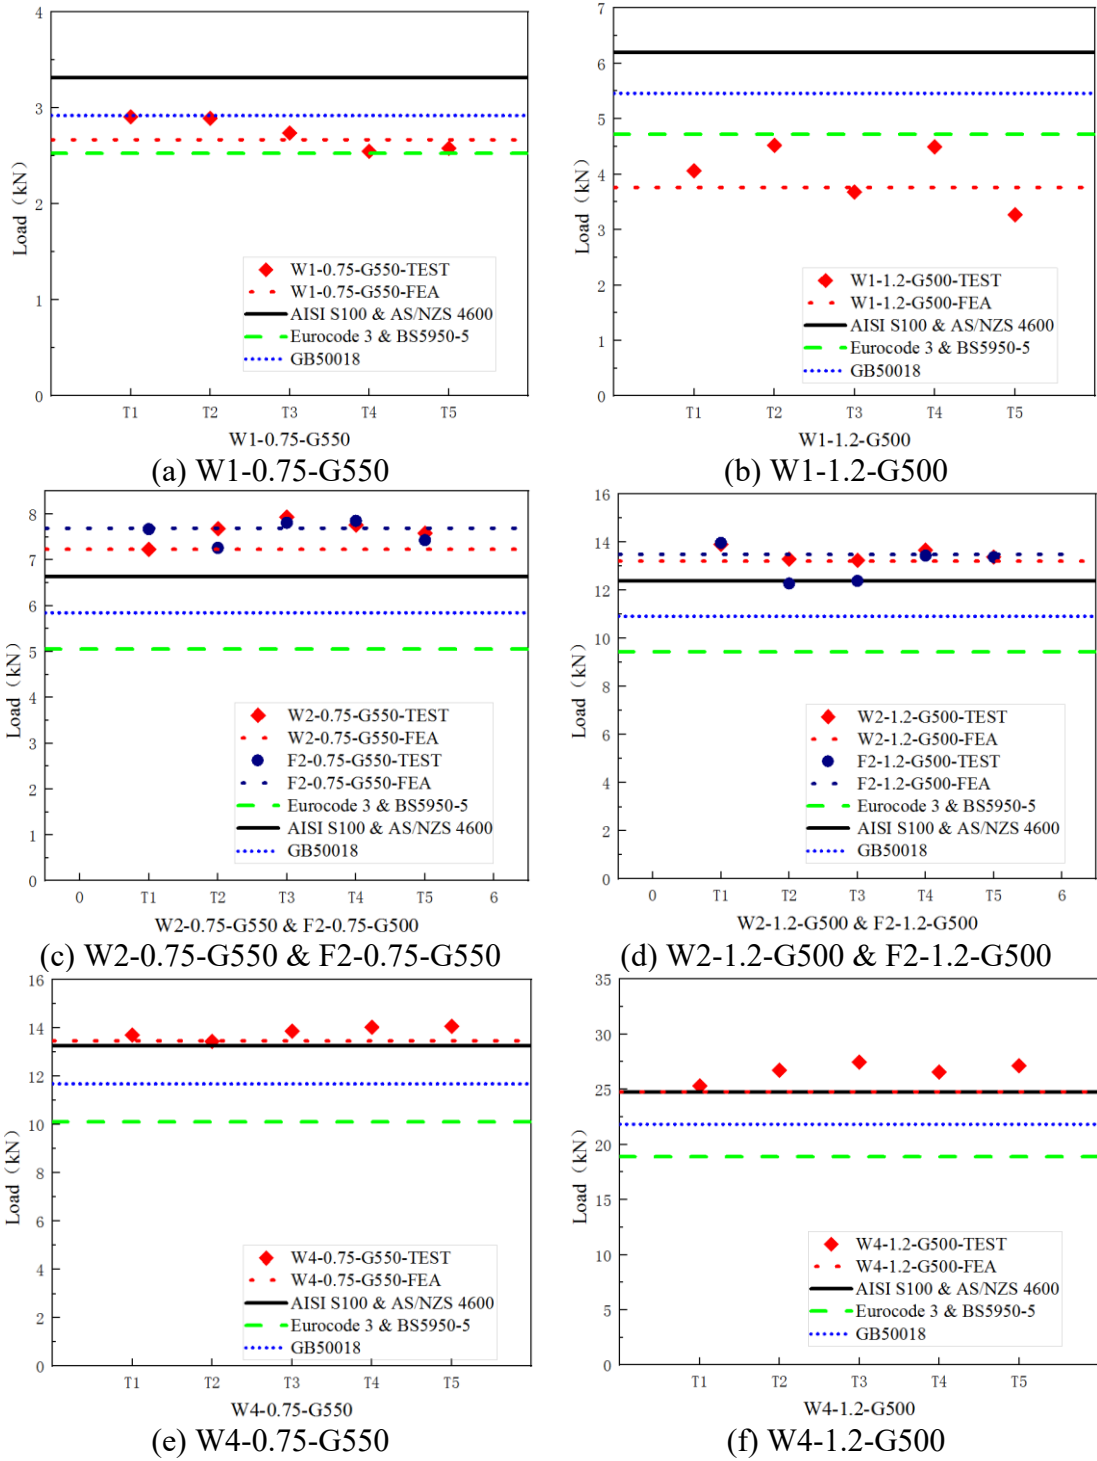 4
3
2
1
0
Load（kN）
W1-0.75-G550-TEST
W1-0.75-G550-FEA
AISI S100 & AS/NZS 4600
Eurocode 3 & BS5950-5
GB50018
T1 T2 T3 T4 T5
W1-0.75-G550
(a) W1-0.75-G550
7
6
5
4
3
2
1
0
Load（kN）
W1-1.2-G500-TEST
W1-1.2-G500-FEA
AISI S100 & AS/NZS 4600
Eurocode 3 & BS5950-5
GB50018
T1 T2 T3 T4 T5
W1-1.2-G500
(b) W1-1.2-G500
8
7
6
5
4
3
2
1
0
Load（kN）
W2-0.75-G550-TEST
W2-0.75-G550-FEA
F2-0.75-G550-TEST
F2-0.75-G550-FEA
Eurocode 3 & BS5950-5
AISI S100 & AS/NZS 4600
GB50018
0 T1 T2 T3 T4 T5 6
W2-0.75-G550 & F2-0.75-G500
(c) W2-0.75-G550 & F2-0.75-G550
16
14
12
10
8
6
4
2
0
Load（kN）
W2-1.2-G500-TEST
W2-1.2-G500-FEA
F2-1.2-G500-TEST
F2-1.2-G500-FEA
Eurocode 3 & BS5950-5
AISI S100 & AS/NZS 4600
GB50018
0 T1 T2 T3 T4 T5 6
W2-1.2-G500 & F2-1.2-G500
(d) W2-1.2-G500 & F2-1.2-G500
16
14
12
10
8
6
4
2
0
Load（kN）
W4-0.75-G550-TEST
W4-0.75-G550-FEA
AISI S100 & AS/NZS 4600
Eurocode 3 & BS5950-5
GB50018
T1 T2 T3 T4 T5
W4-0.75-G550
(e) W4-0.75-G550
35
30
25
20
15
10
5
0
Load（kN）
W4-1.2-G500-TEST
W4-1.2-G500-FEA
AISI S100 & AS/NZS 4600
Eurocode 3 & BS5950-5
GB50018
T1 T2 T3 T4 T5
W4-1.2-G500
(f) W4-1.2-G500